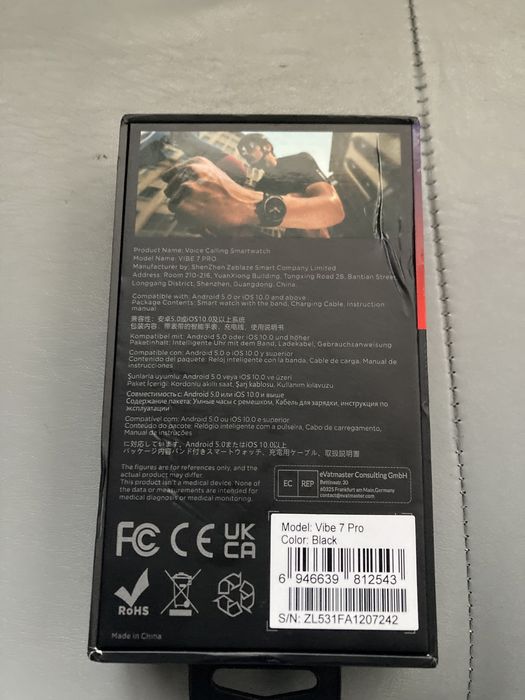 Product Name: Voice Calling Smartwatch
Model Name: VIBE 7 PRO
Manufacturer by: ShenZhen Zeblaze Smart Company Limited
Address: Room 210-216, YuanXiong Building, Tongxing Road 28, Bantian Street
Longgang District, Shenzhen, Guangdong, China.
Compatible with: Android 5.0 or iOS 10.0 and above
Package Contents: Smart watch with the band, Charging Cable, Instruction
manual
兼容性: 安卓5.0或iOS10.0及以上系统
包装内容: 带表带的智能手表、充电线、使用说明书
Kompatibel mit: Android 5.0 oder iOS 10.0 und höher
Paketinhalt: Intelligente Uhr mit dem Band, Ladekabel, Gebrauchsanweisung
Compatible con: Android 5.0 o iOS 10.0 y superior
Contenido del paquete: Reloj inteligente con la banda, Cable de carga, Manual de
instrucciones
Şunlarla uyumlu: Android 5.0 veya iOS 10.0 ve üzeri
Paket İçeriği: Kordonlu akıllı saat, Şarj kablosu, Kullanım kılavuzu
Совместимость с: Android 5.0 или iOS 10.0 и выше
Содержание пакета: Умные часы с ремешком, Кабель для зарядки, инструкция по
эксплуатации
Compatível com: Android 5.0 ou iOS 10.0 e superior
Conteúdo do pacote: Relógio inteligente com a pulseira, Cabo de carregamento,
Manual de instruções
に対応しています、Android 5.0またはiOS 10.0以上
パッケージ内容バンド付きスマートウォッチ、充電用ケーブル、取扱説明書
The figures are for references only, and the
actual product may differ.
This product isn't a medical device. None of
the data or measurements are intended for
medical diagnosis or medical monitoring.
EC REP
eVatmaster Consulting GmbH
Bettinastr. 30
60325 Frankfurt am Main, Germany
contact@evatmaster.com
FC CE UK
CA
RoHS
Made in China
Model: Vibe 7 Pro
Color: Black
6 946639 812543
S/N: ZL531FA1207242